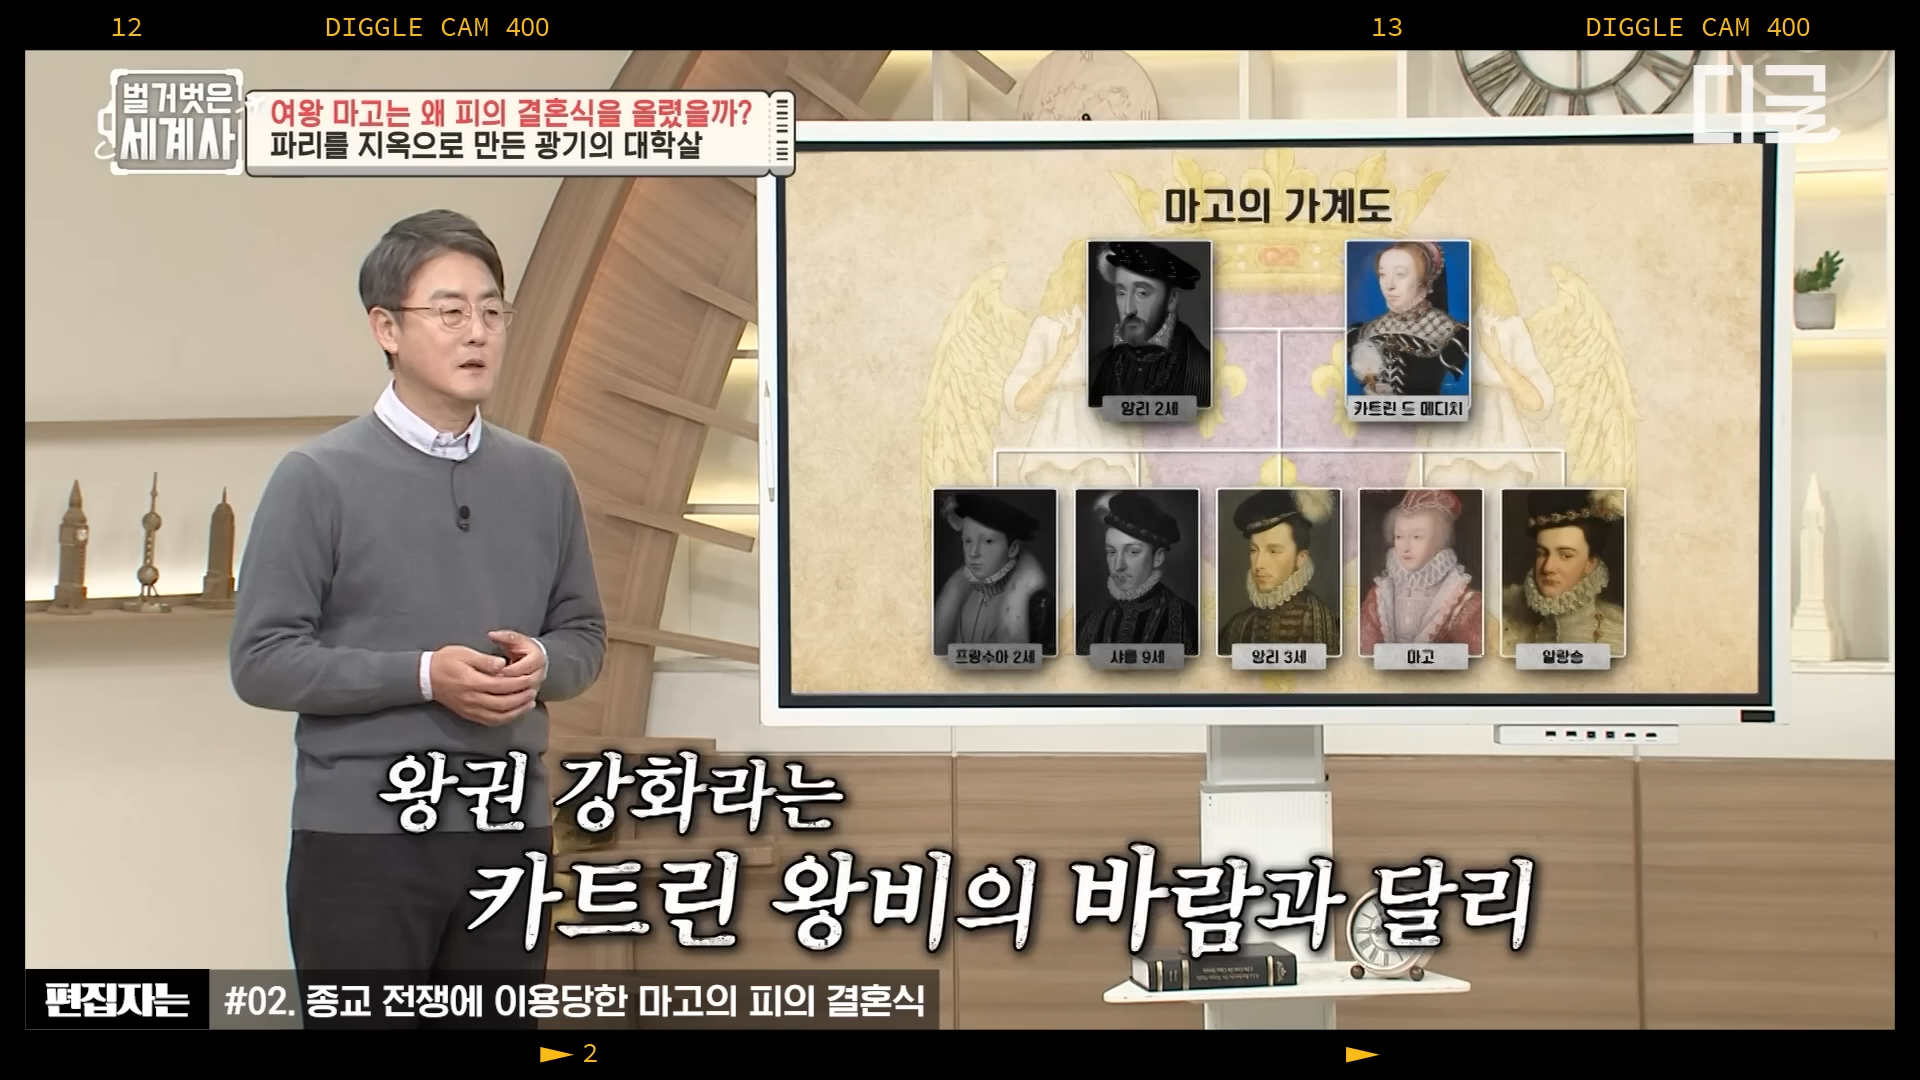 12
DIGGLE CAM 400
13
DIGGLE CAM 400
벌거벗은
세계사
여왕 마고는 왜 피의 결혼식을 올렸을까?
파리를 지옥으로 만든 광기의 대학살
디글
마고의 가계도
앙리 2세
카트린 드 메디치
프랑수아 2세
샤를 9세
앙리 3세
마고
알랑송
왕권 강화라는
카트린 왕비의 바람과 달리
편집자는
#02. 종교 전쟁에 이용당한 마고의 피의 결혼식
2